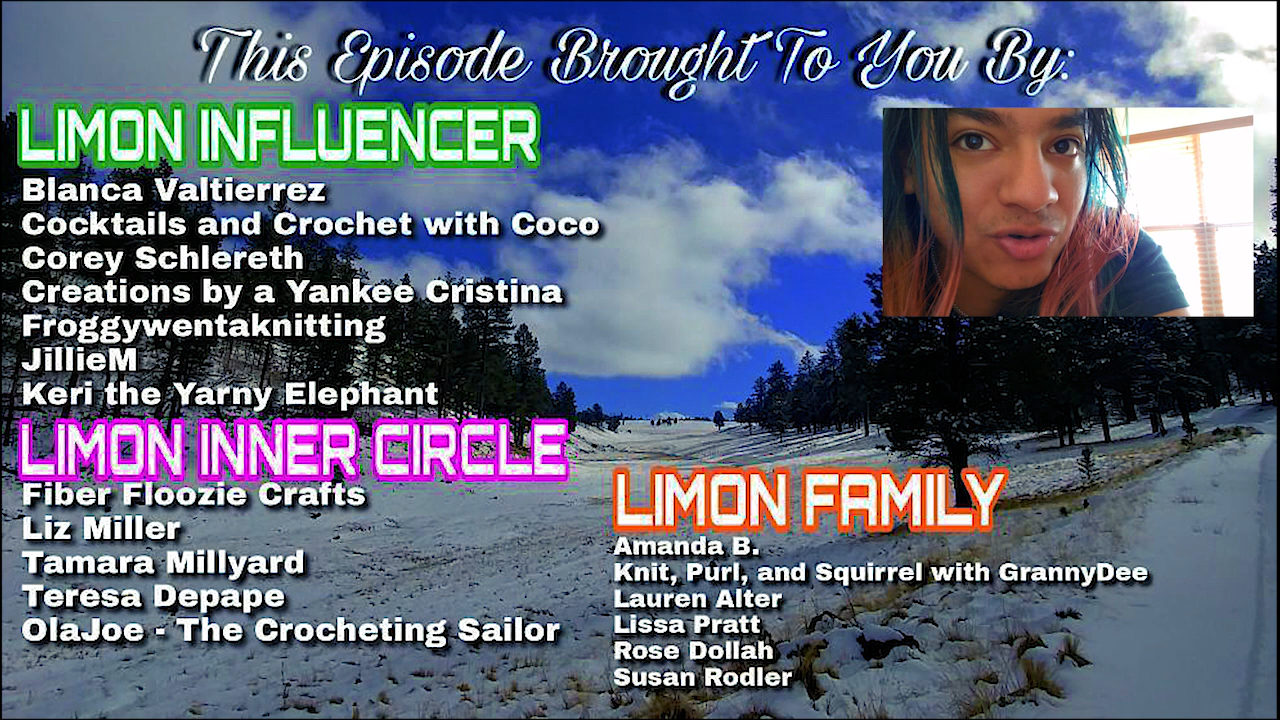 This Episode Brought To You By:
LIMON INFLUENCER
Blanca Valtierrez
Cocktails and Crochet with Coco
Corey Schlereth
Creations by a Yankee Cristina
Froggywentaknitting
JillieM
Keri the Yarny Elephant
LIMON INNER CIRCLE
Fiber Floozie Crafts
Liz Miller
Tamara Millyard
Teresa Depape
OlaJoe - The Crocheting Sailor
LIMON FAMILY
Amanda B.
Knit, Purl, and Squirrel with GrannyDee
Lauren Alter
Lissa Pratt
Rose Dollah
Susan Rodler